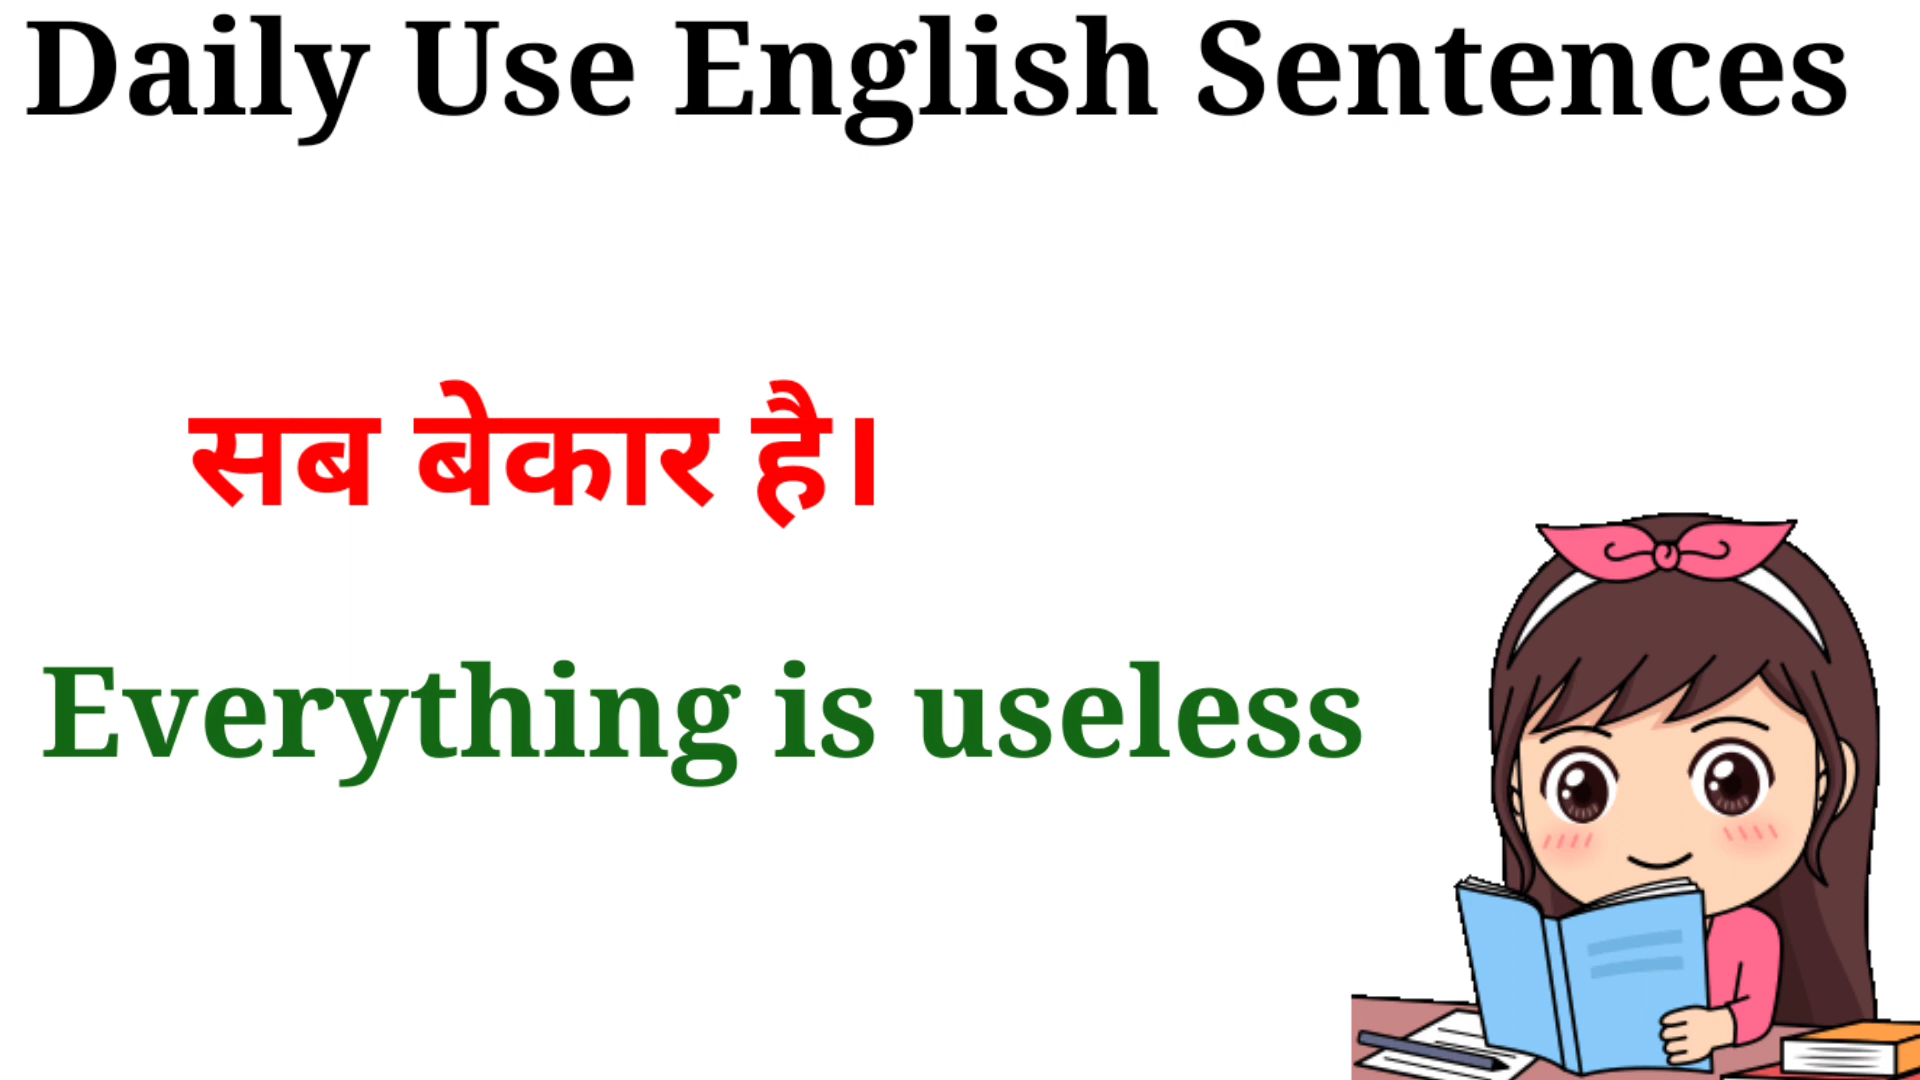 Daily Use English Sentences
सब बेकार है।
Everything is useless